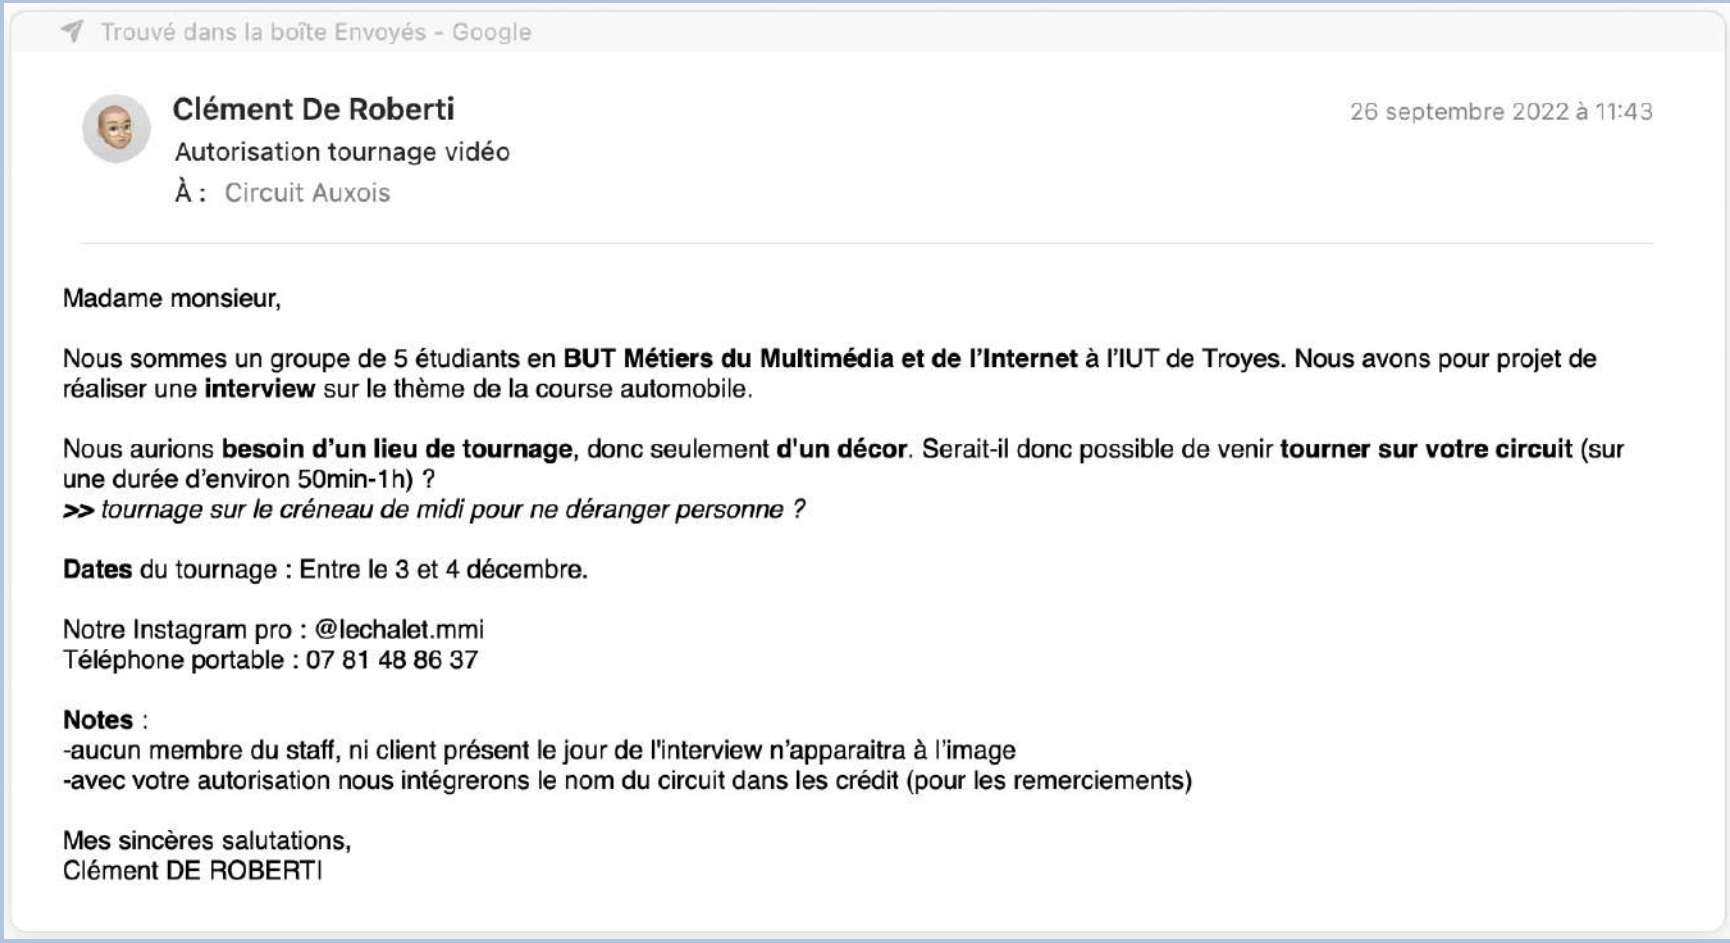 Trouvé dans la boîte Envoyés - Google
Clément De Roberti
26 septembre 2022 à 11:43
Autorisation tournage vidéo
À : Circuit Auxois
Madame monsieur,
Nous sommes un groupe de 5 étudiants en BUT Métiers du Multimédia et de l'Internet à l'IUT de Troyes. Nous avons pour projet de
réaliser une interview sur le thème de la course automobile.
Nous aurions besoin d'un lieu de tournage, donc seulement d'un décor. Serait-il donc possible de venir tourner sur votre circuit (sur
une durée d'environ 50min-1h) ?
>> tournage sur le créneau de midi pour ne déranger personne ?
Dates du tournage : Entre le 3 et 4 décembre.
Notre Instagram pro : @lechalet.mmi
Téléphone portable : 07 81 48 86 37
Notes :
-aucun membre du staff, ni client présent le jour de l'interview n'apparaitra à l'image
-avec votre autorisation nous intégrerons le nom du circuit dans les crédit (pour les remerciements)
Mes sincères salutations,
Clément DE ROBERTI